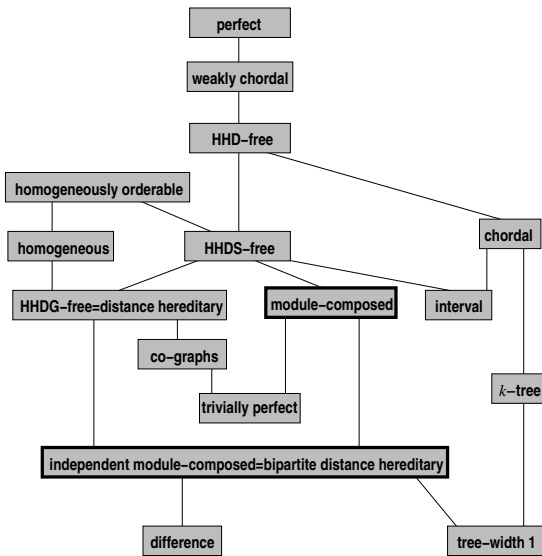 perfect
weakly chordal
HHD−free
homogeneously orderable
chordal
homogeneous
HHDS−free
HHDG−free=distance hereditary
module−composed
interval
co−graphs
k−tree
trivially perfect
independent module−composed=bipartite distance hereditary
difference
tree−width 1